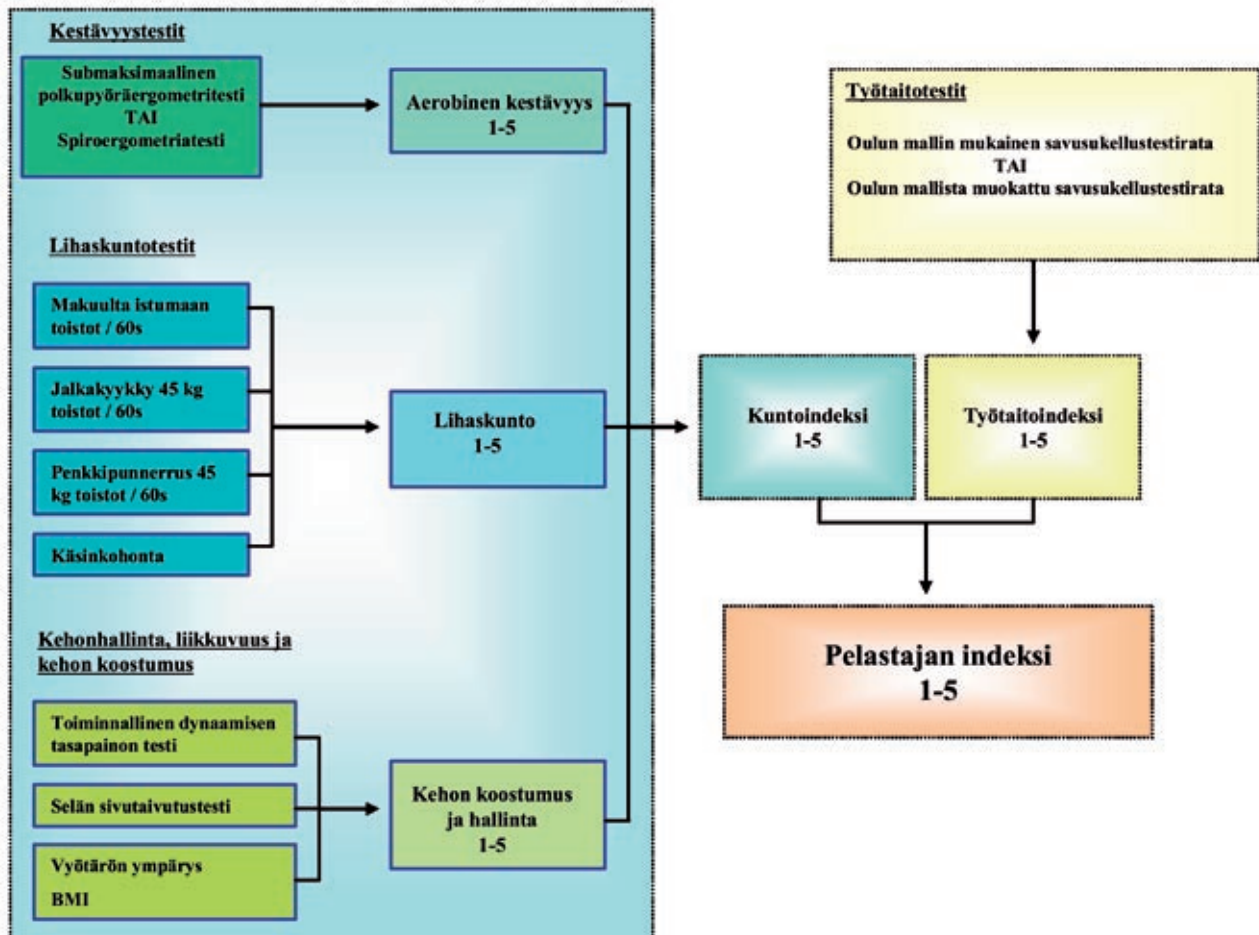 Kestävyystestit
Submaksimaalinen
polkupyöräergometritesti
TAI
Spiroergometriatesti
Aerobinen kestävyys
1-5
Lihaskuntotestit
Makuulta istumaan
toistot / 60s
Jalkakyykky 45 kg
toistot / 60s
Penkkipunnerrus 45
kg toistot / 60s
Käsinkohonta
Lihaskunto
1-5
Kehonhallinta, liikkuvuus ja
kehon koostumus
Toiminnallinen dynaamisen
tasapainon testi
Selän sivutaivutustesti
Vyötärön ympärys
BMI
Kehon koostumus
ja hallinta
1-5
Työtaitotestit
Oulun mallin mukainen savusukellustestirata
TAI
Oulun mallista muokattu savusukellustestirata
Kuntoindeksi
1-5
Työtaitoindeksi
1-5
Pelastajan indeksi
1-5